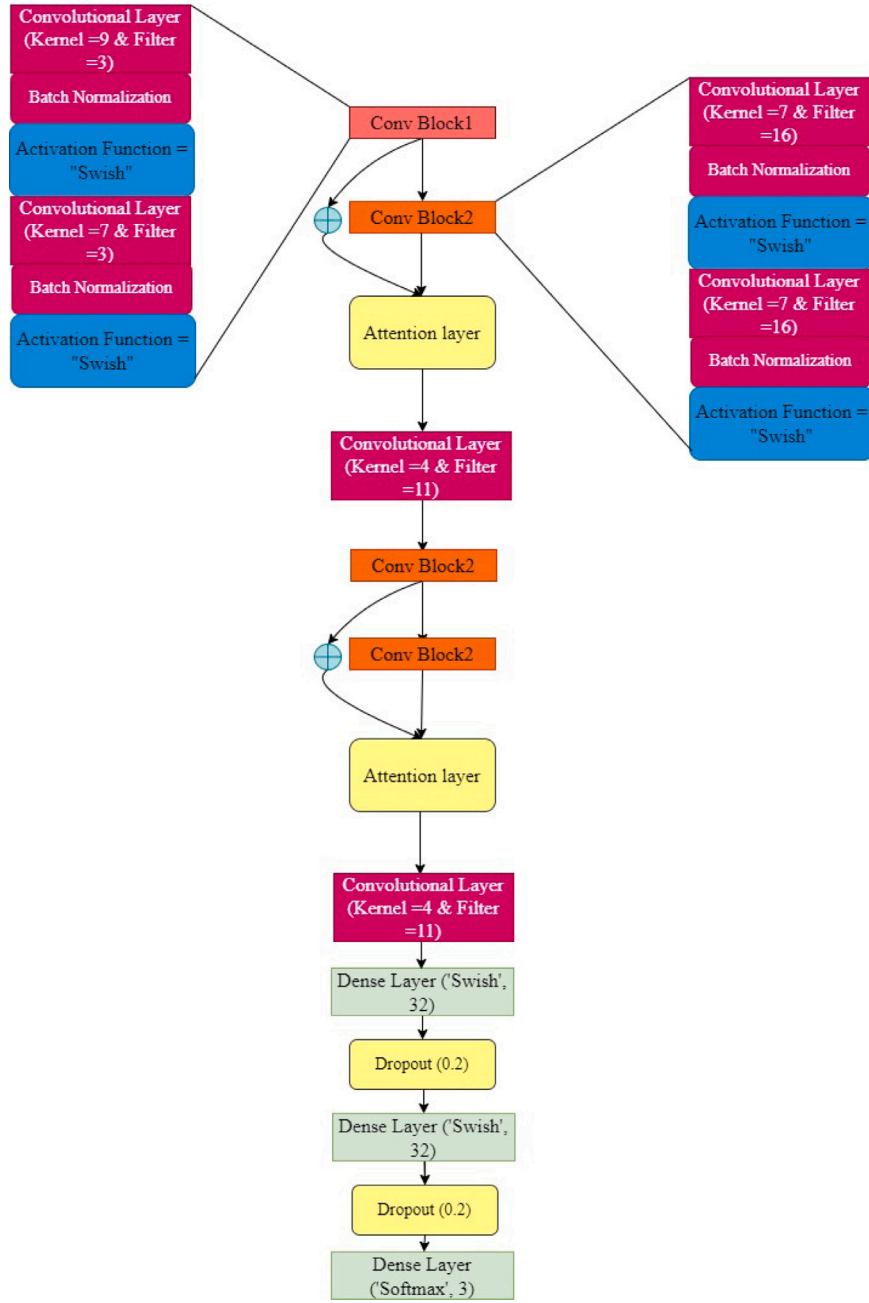 Convolutional Layer
(Kernel =9 & Filter
=3)
Batch Normalization
Activation Function =
"Swish"
Convolutional Layer
(Kernel =7 & Filter
=3)
Batch Normalization
Activation Function =
"Swish"
Conv Block1
Conv Block2
Attention layer
Convolutional Layer
(Kernel =7 & Filter
=16)
Batch Normalization
Activation Function =
"Swish"
Convolutional Layer
(Kernel =7 & Filter
=16)
Batch Normalization
Activation Function =
"Swish"
Convolutional Layer
(Kernel =4 & Filter
=11)
Conv Block2
Conv Block2
Attention layer
Convolutional Layer
(Kernel =4 & Filter
=11)
Dense Layer ('Swish',
32)
Dropout (0.2)
Dense Layer ('Swish',
32)
Dropout (0.2)
Dense Layer
('Softmax', 3)